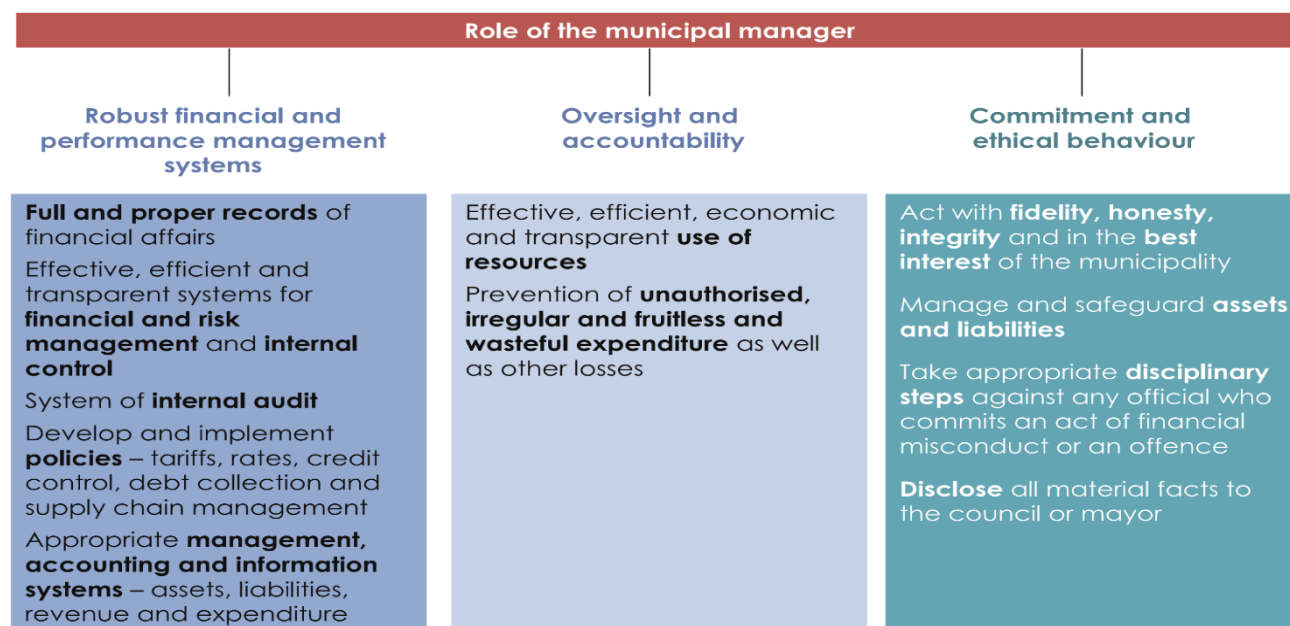 Role of the municipal manager
Robust financial and
performance management
systems
Full and proper records of
financial affairs
Effective, efficient and
transparent systems for
financial and risk
management and internal
control
System of internal audit
Develop and implement
policies – tariffs, rates, credit
control, debt collection and
supply chain management
Appropriate management,
accounting and information
systems – assets, liabilities,
revenue and expenditure
Oversight and
accountability
Effective, efficient, economic
and transparent use of
resources
Prevention of unauthorised,
irregular and fruitless and
wasteful expenditure as well
as other losses
Commitment and
ethical behaviour
Act with fidelity, honesty,
integrity and in the best
interest of the municipality
Manage and safeguard assets
and liabilities
Take appropriate disciplinary
steps against any official who
commits an act of financial
misconduct or an offence
Disclose all material facts to
the council or mayor